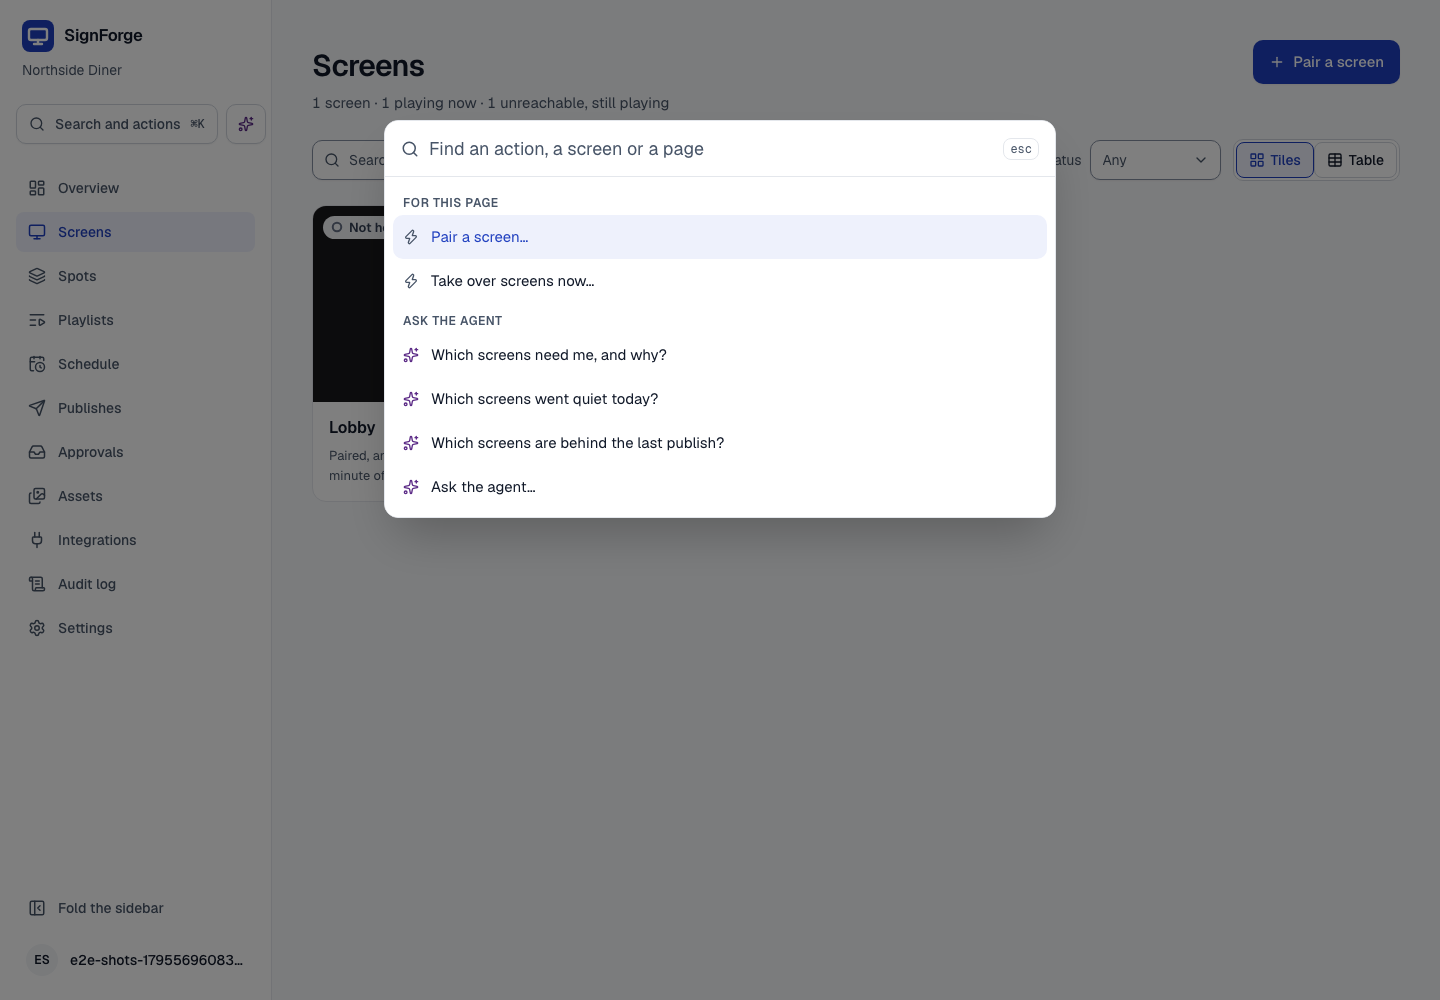 SignForge
Northside Diner
Search and actions ⌘K
Overview
Screens
Spots
Playlists
Schedule
Publishes
Approvals
Assets
Integrations
Audit log
Settings
Fold the sidebar
ES e2e-shots-17955696083...
Screens
Pair a screen
1 screen · 1 playing now · 1 unreachable, still playing
Any
Tiles
Table
Not
Lobby
Paired,
minute
Find an action, a screen or a page
esc
FOR THIS PAGE
Pair a screen...
Take over screens now...
ASK THE AGENT
Which screens need me, and why?
Which screens went quiet today?
Which screens are behind the last publish?
Ask the agent...